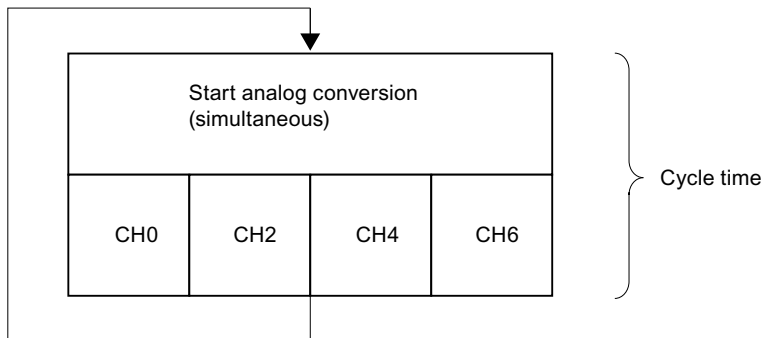 Start analog conversion
(simultaneous)
Cycle time
CH0 CH2 CH4 CH6